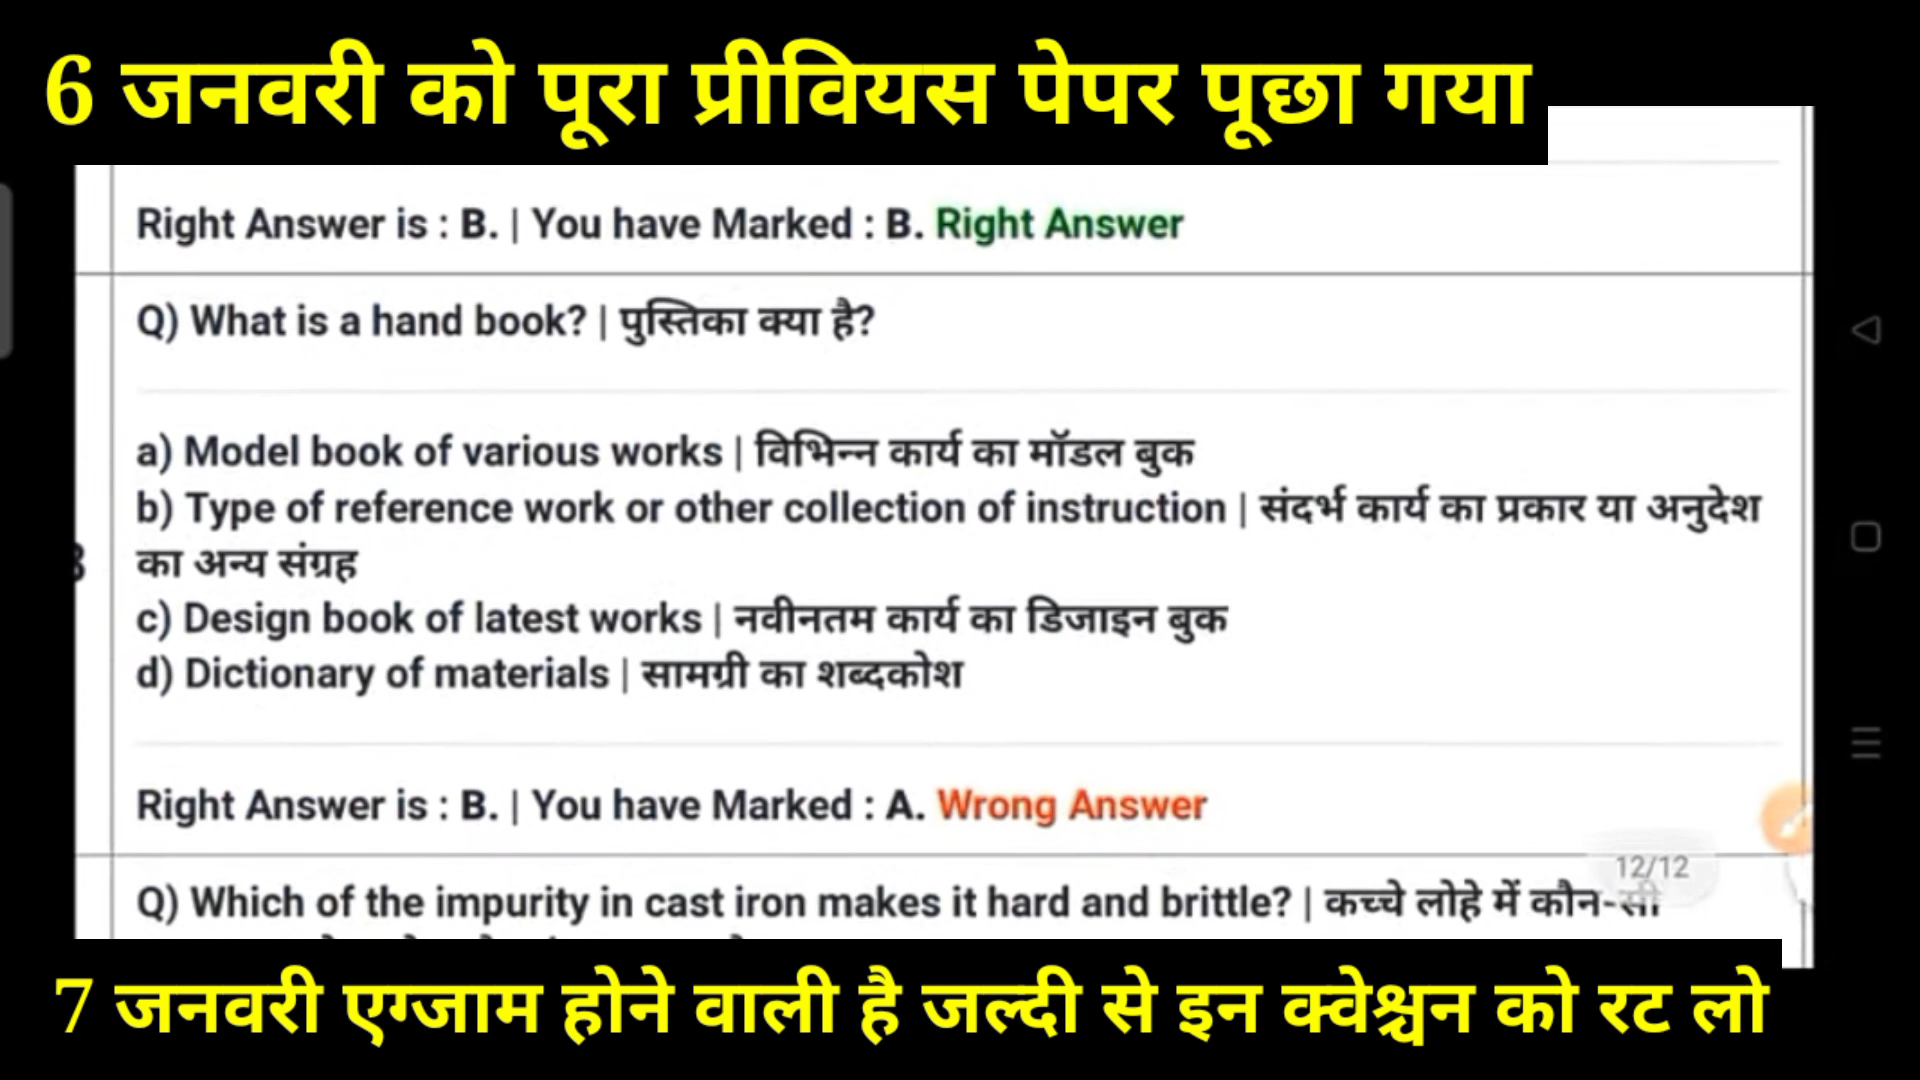 6 जनवरी को पूरा प्रीवियस पेपर पूछा गया
Right Answer is : B. | You have Marked : B. Right Answer
Q) What is a hand book? | पुस्तिका क्या है?
a) Model book of various works | विभिन्न कार्य का मॉडल बुक
b) Type of reference work or other collection of instruction | संदर्भ कार्य का प्रकार या अनुदेश
का अन्य संग्रह
c) Design book of latest works | नवीनतम कार्य का डिजाइन बुक
d) Dictionary of materials | सामग्री का शब्दकोश
Right Answer is : B. | You have Marked : A. Wrong Answer
12/12
Q) Which of the impurity in cast iron makes it hard and brittle? | कच्चे लोहे में कौन-सी
7 जनवरी एग्जाम होने वाली है जल्दी से इन क्वेश्चन को रट लो